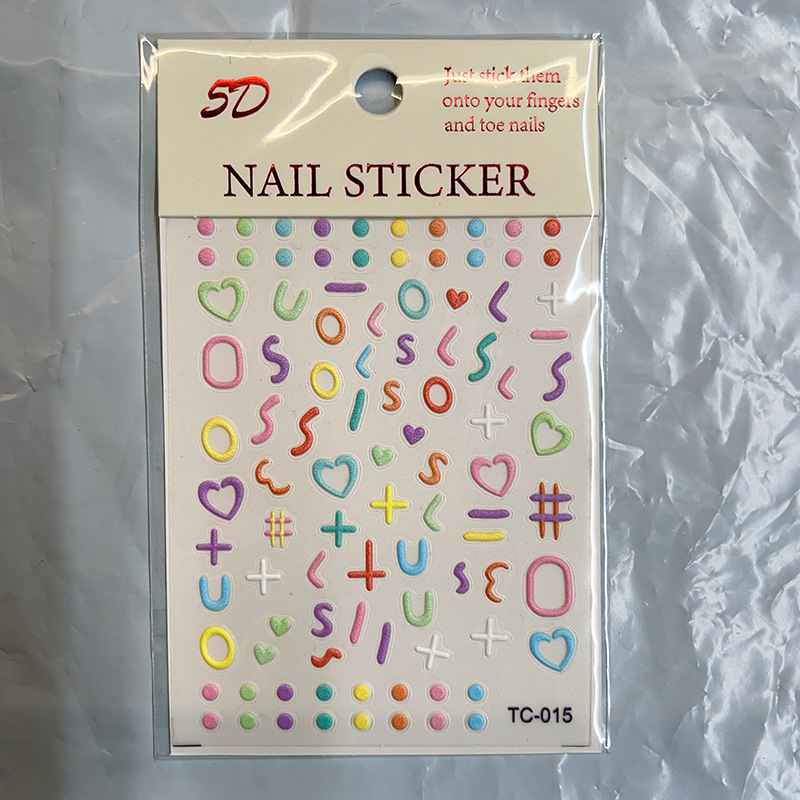 5D
Just stick them
onto your fingers
and toe nails
NAIL STICKER
TC-015